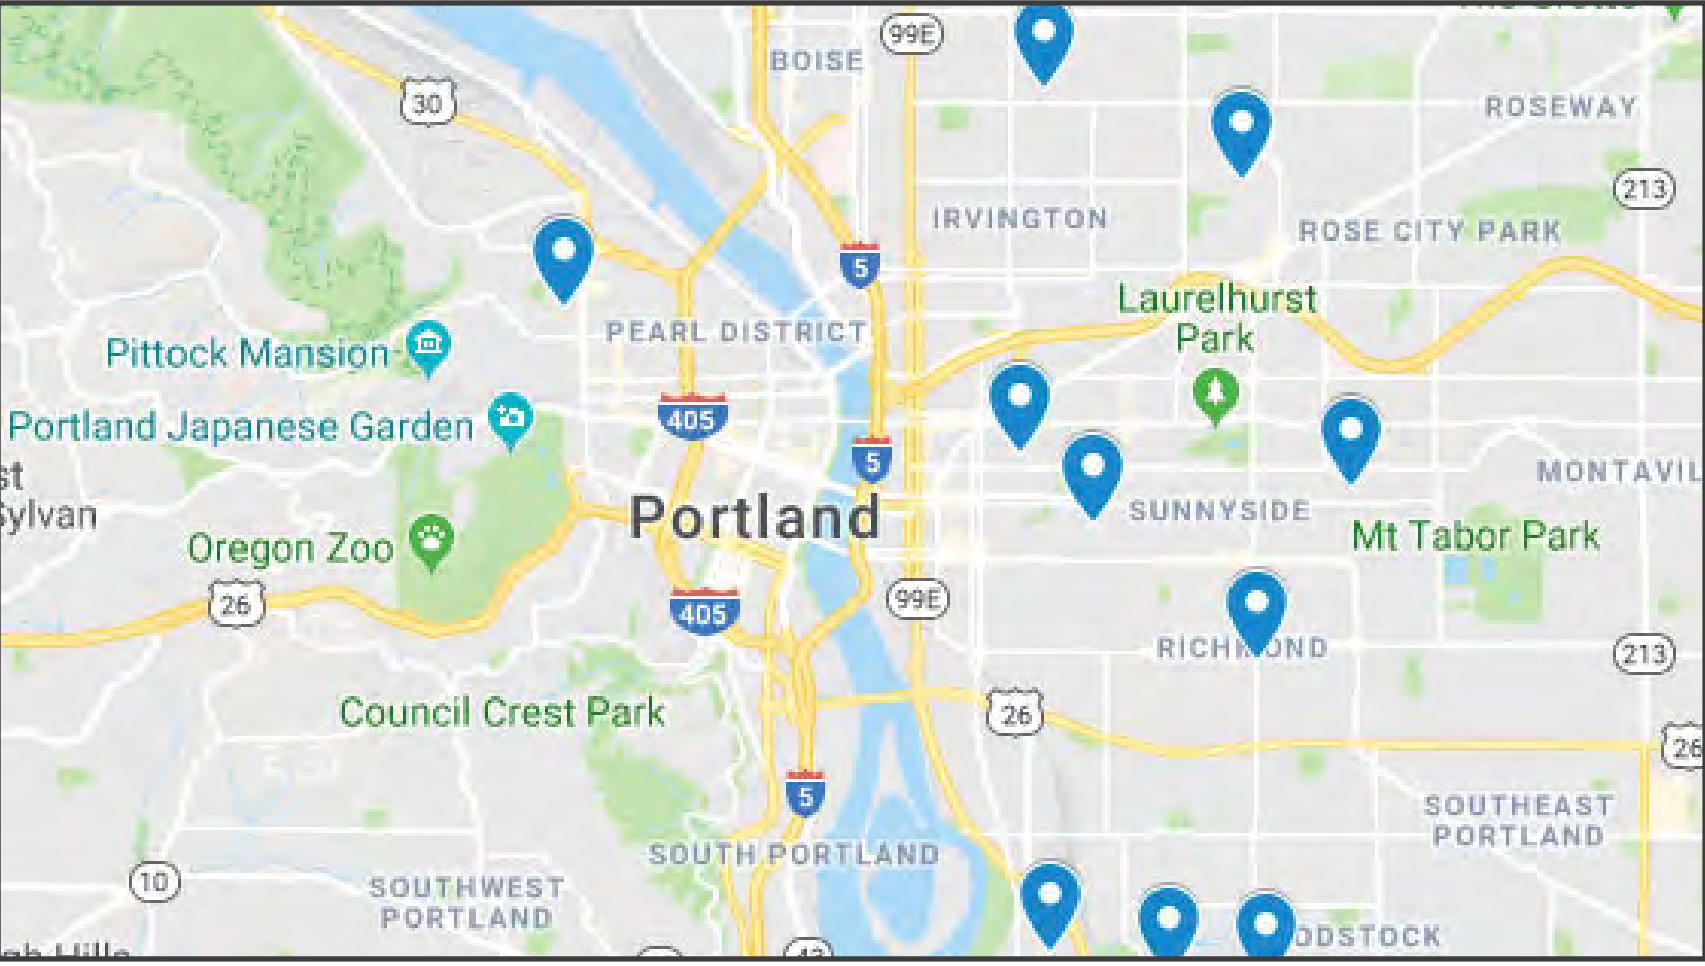 99E
BOISE
30
ROSEWAY
213
IRVINGTON
ROSE CITY PARK
5
Laurelhurst
Park
PEARL DISTRICT
Pittock Mansion
405
Portland Japanese Garden
5
MONTAVIL
st
Sylvan
Portland
SUNNYSIDE
Mt Tabor Park
Oregon Zoo
26
405
99E
RICHMOND
213
Council Crest Park
26
26
5
SOUTHEAST
PORTLAND
SOUTH PORTLAND
10
SOUTHWEST
PORTLAND
ODSTOCK